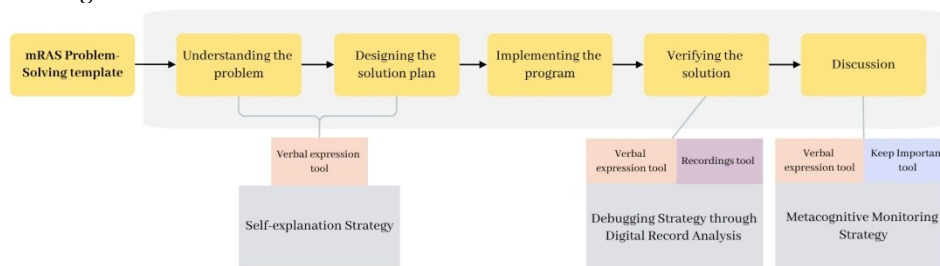 mRAS Problem-
Solving template
Understanding the
problem
Designing the
solution plan
Implementing the
program
Verifying the
solution
Discussion
Verbal expression
tool
Self-explanation Strategy
Verbal
expression tool
Recordings tool
Debugging Strategy through
Digital Record Analysis
Verbal
expression tool
Keep Important
tool
Metacognitive Monitoring
Strategy